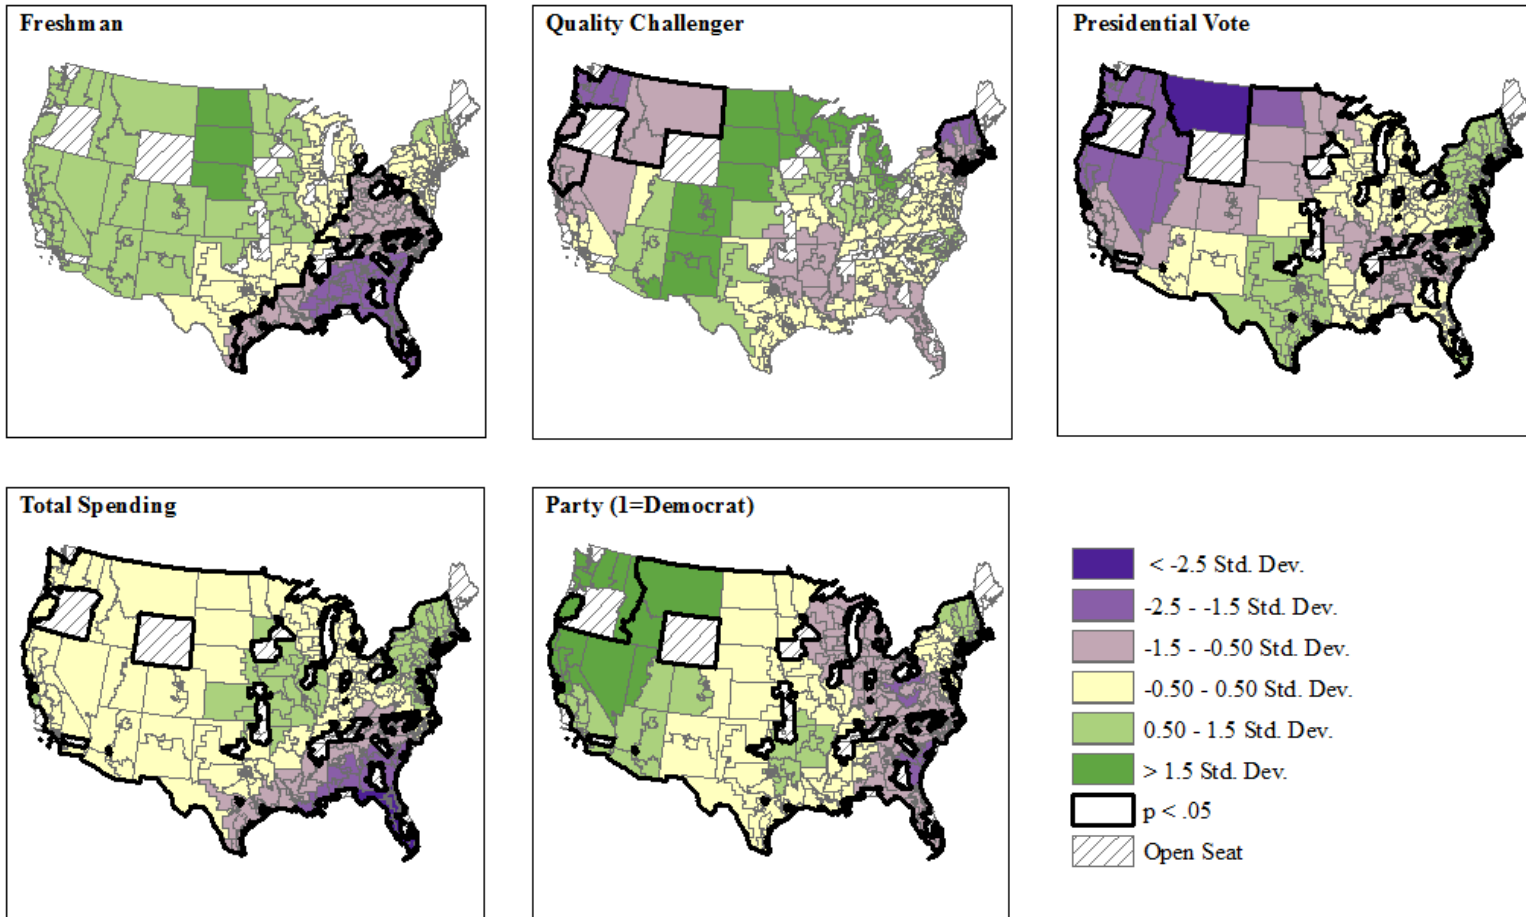 Freshman
Quality Challenger
Presidential Vote
Total Spending
Party (1=Democrat)
< -2.5 Std. Dev.
-2.5 - -1.5 Std. Dev.
-1.5 - -0.50 Std. Dev.
-0.50 - 0.50 Std. Dev.
0.50 - 1.5 Std. Dev.
> 1.5 Std. Dev.
p < .05
Open Seat